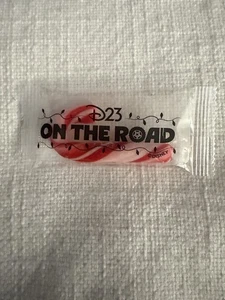 D23
ON THE ROAD